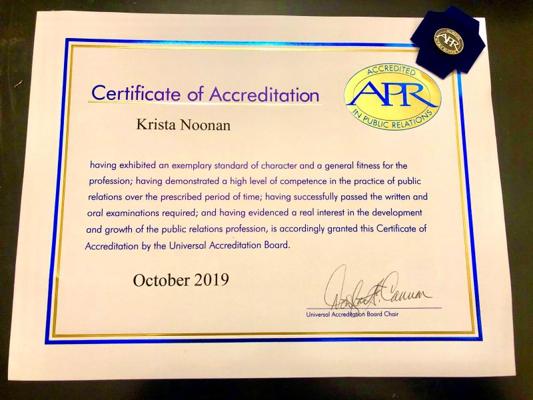 APR
ACCREDITED
APR
IN PUBLIC RELATIONS
Certificate of Accreditation
Krista Noonan
having exhibited an exemplary standard of character and a general fitness for the
profession; having demonstrated a high level of competence in the practice of public
relations over the prescribed period of time; having successfully passed the written and
oral examinations required; and having evidenced a real interest in the development
and growth of the public relations profession, is accordingly granted this Certificate of
Accreditation by the Universal Accreditation Board.
October 2019
Universal Accreditation Board Chair